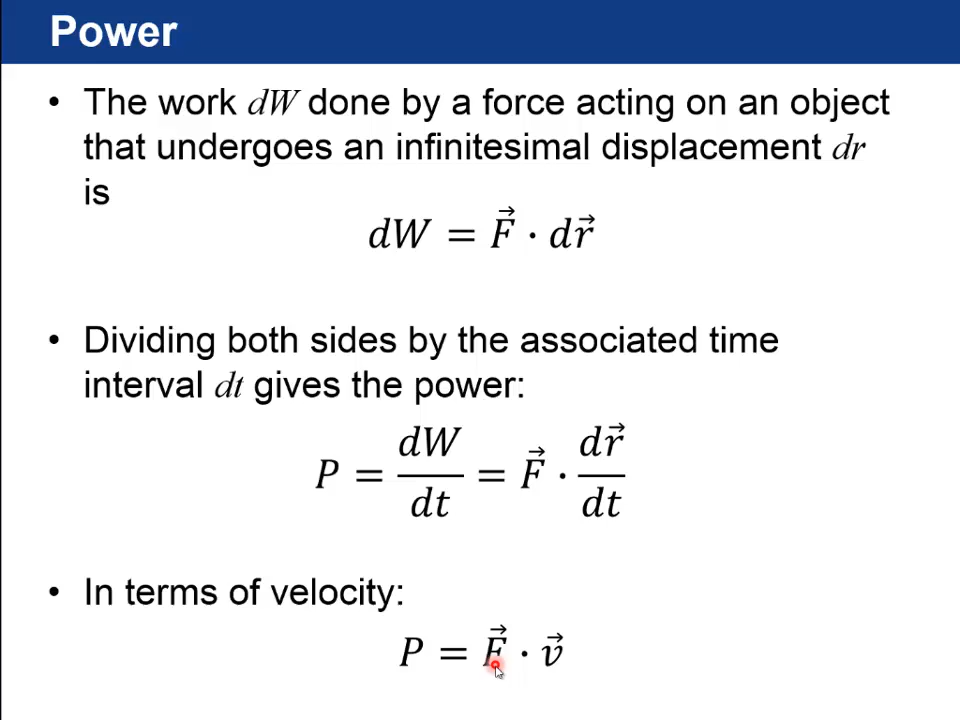 Power
• The work dW done by a force acting on an object
that undergoes an infinitesimal displacement dr
is
dW = F⃗ · dr⃗
• Dividing both sides by the associated time
interval dt gives the power:
P = dW/dt = F⃗ · dr⃗/dt
• In terms of velocity:
P = F⃗ · v⃗